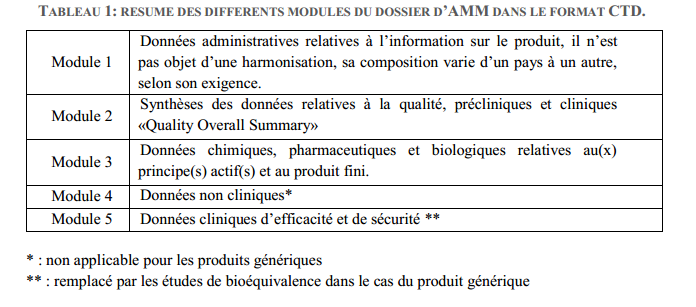 TABLEAU 1: RESUME DES DIFFERENTS MODULES DU DOSSIER D'AMM DANS LE FORMAT CTD.
Module 1
Données administratives relatives à l'information sur le produit, il n'est
pas objet d'une harmonisation, sa composition varie d'un pays à un autre,
selon son exigence.
Module 2
Synthèses des données relatives à la qualité, précliniques et cliniques
«Quality Overall Summary»
Module 3
Données chimiques, pharmaceutiques et biologiques relatives au(x)
principe(s) actif(s) et au produit fini.
Module 4
Données non cliniques*
Module 5
Données cliniques d'efficacité et de sécurité **
* : non applicable pour les produits génériques
** : remplacé par les études de bioéquivalence dans le cas du produit générique